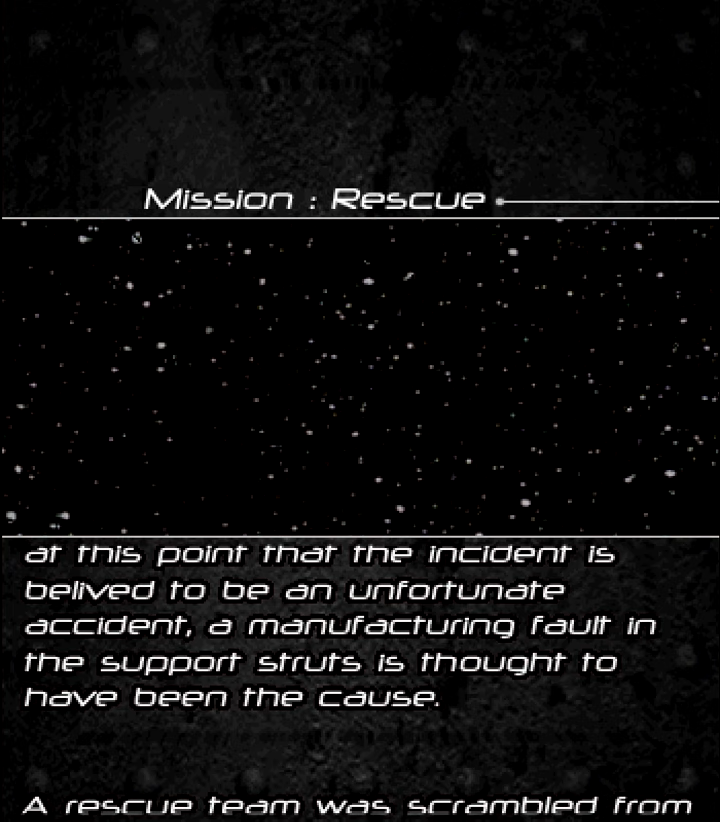 Mission : Rescue
at this point that the incident is
belived to be an unfortunate
accident, a manufacturing fault in
the support struts is thought to
have been the cause.
A rescue team was scrambled from